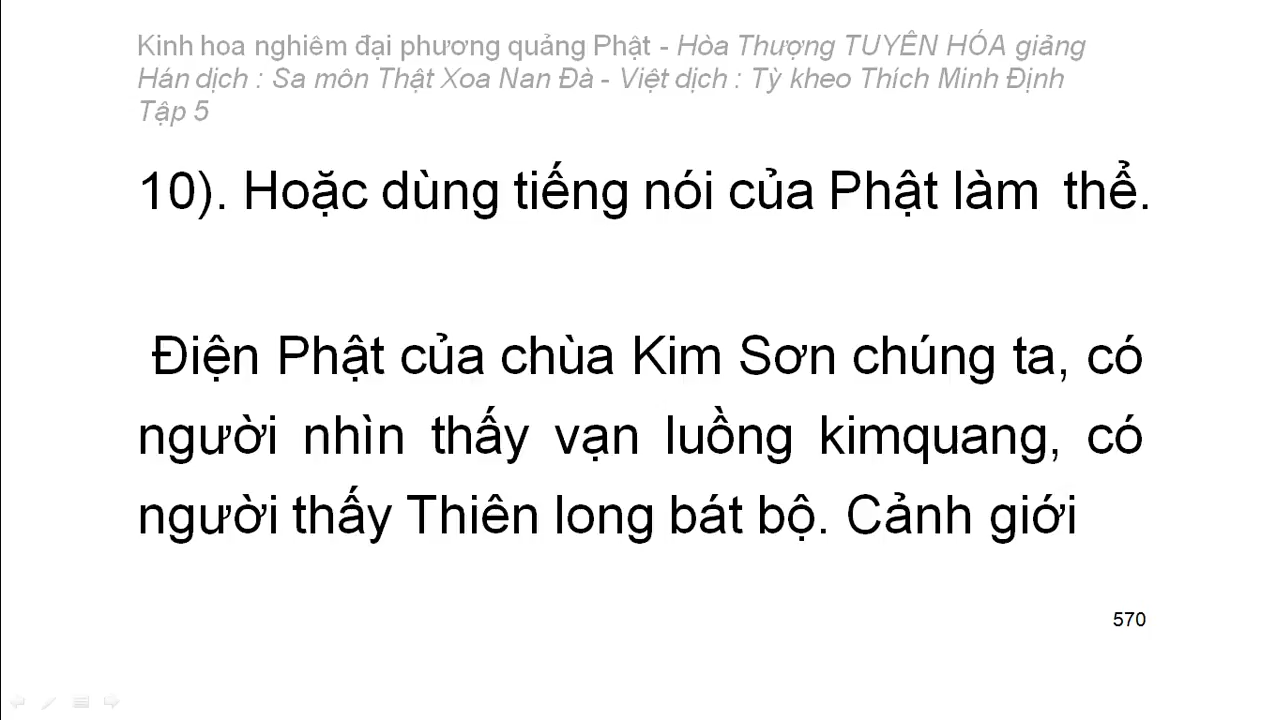 Kinh hoa nghiêm đại phương quảng Phật - Hòa Thượng TUYÊN HÓA giảng
Hán dịch : Sa môn Thật Xoa Nan Đà - Việt dịch : Tỳ kheo Thích Minh Định
Tập 5
10). Hoặc dùng tiếng nói của Phật làm thể.
Điện Phật của chùa Kim Sơn chúng ta, có
người nhìn thấy vạn luồng kimquang, có
người thấy Thiên long bát bộ. Cảnh giới
570